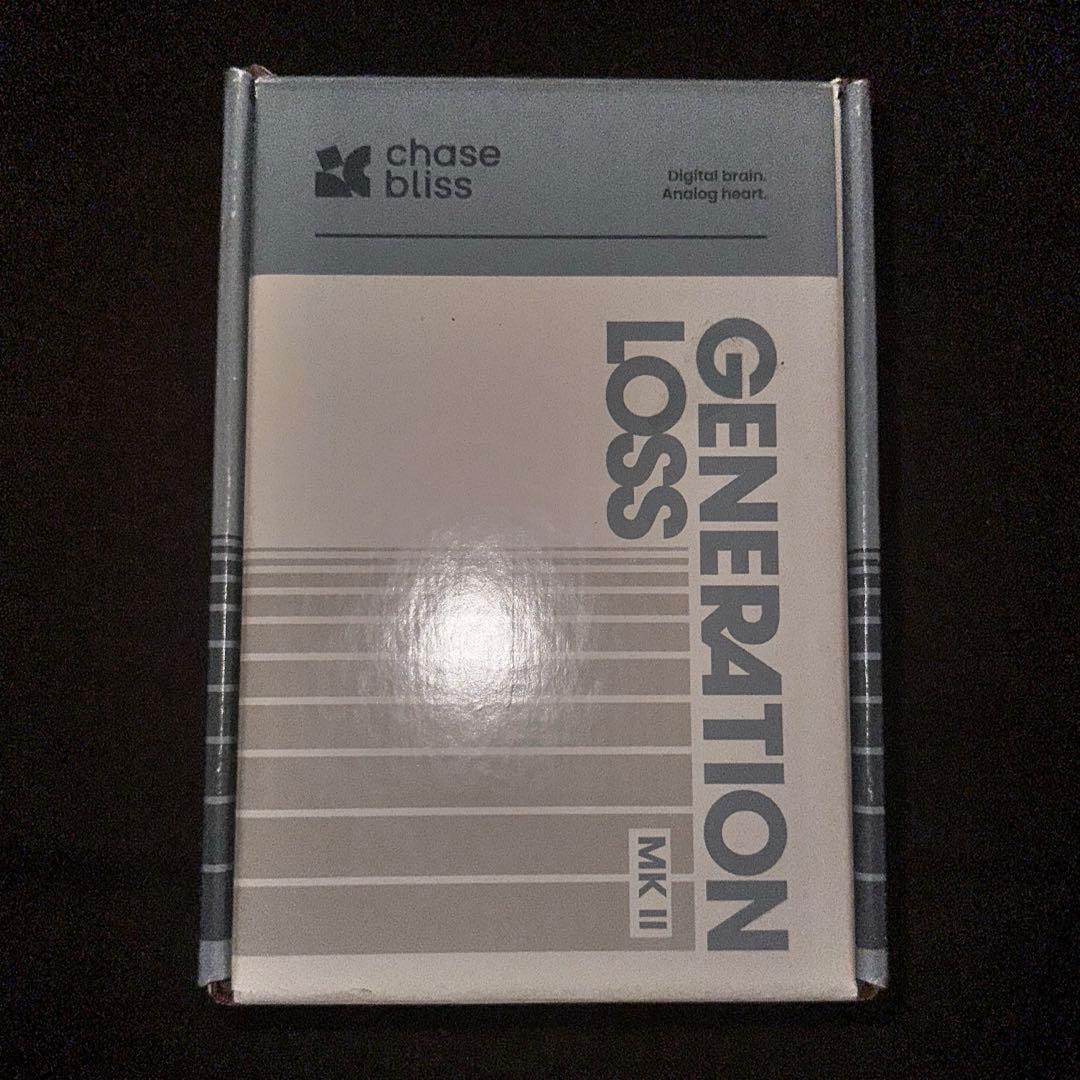 chase
bliss
Digital brain.
Analog heart.
GENERATION
LOSS
MK II